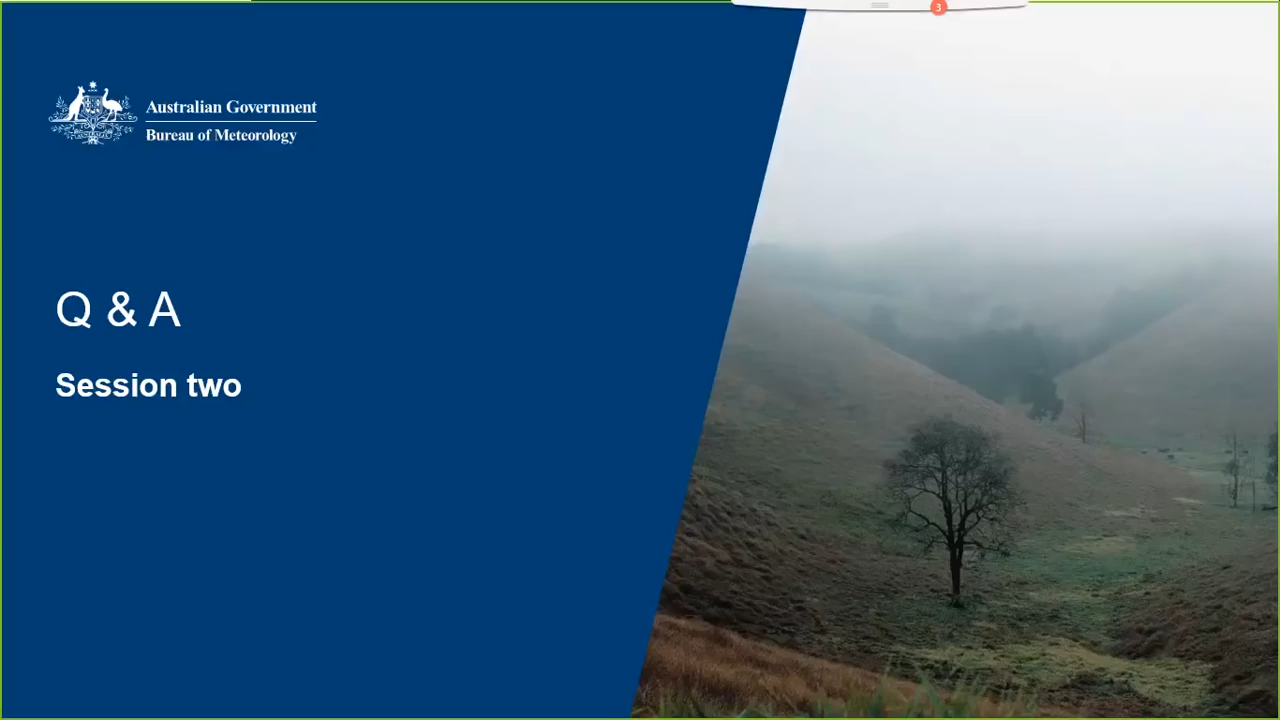 3
Australian Government
Bureau of Meteorology
Q & A
Session two